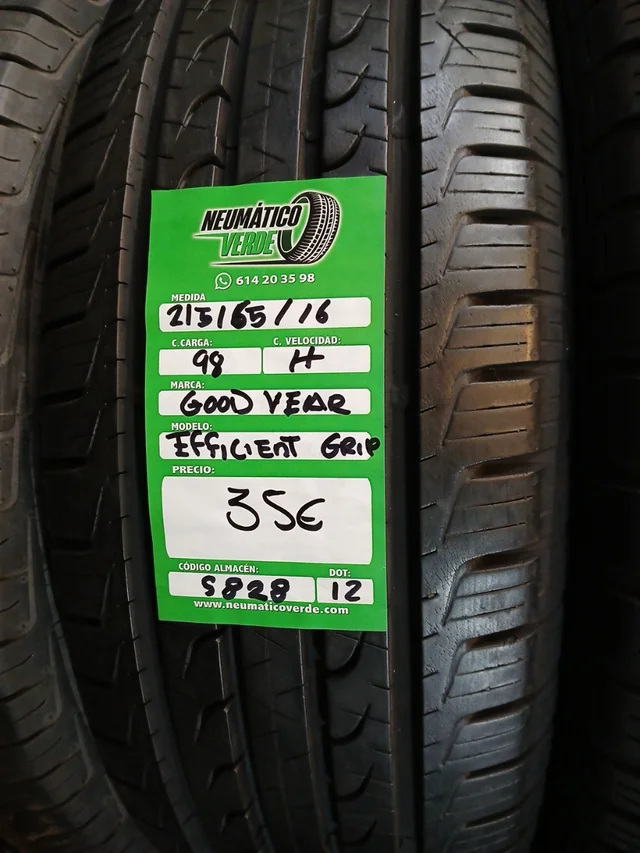 NEUMÁTICO
VERDE
614 20 35 98
MEDIDA
215/65/16
C.CARGA: C. VELOCIDAD:
98 H
MARCA:
GOOD YEAR
MODELO:
EFFICIENT GRIP
PRECIO:
35€
CÓDIGO ALMACÉN: DOT:
S828 12
www.neumaticoverde.com